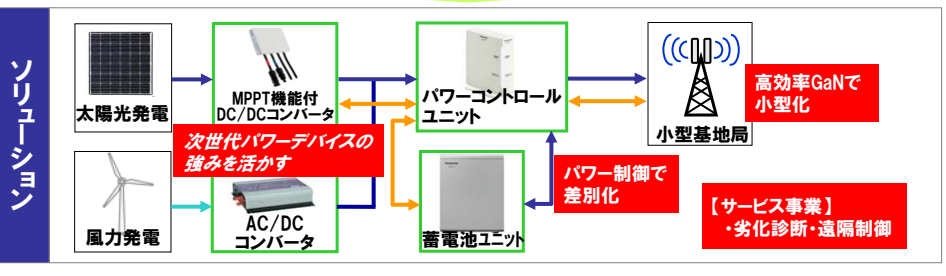 ソリューション
太陽光発電
MPPT機能付
DC/DCコンバータ
パワーコントロール
ユニット
小型基地局
高効率GaNで
小型化
次世代パワーデバイスの
強みを活かす
風力発電
AC/DC
コンバータ
蓄電池ユニット
パワー制御で
差別化
【サービス事業】
・劣化診断・遠隔制御